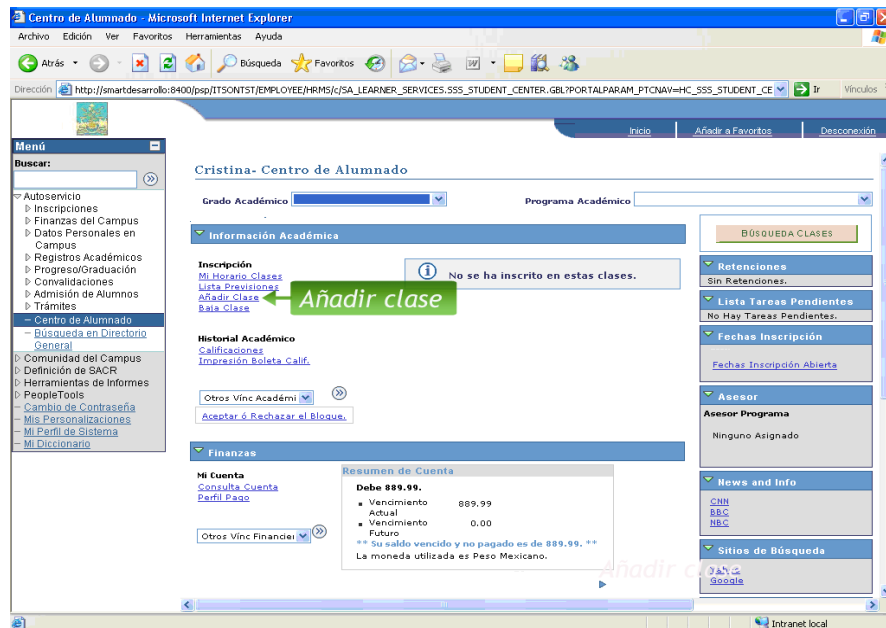 Centro de Alumnado - Microsoft Internet Explorer
Archivo Edición Ver Favoritos Herramientas Ayuda
Atrás Búsqueda Favoritos
Dirección http://smartdesarrollo:8400/psp/ITSONTST/EMPLOYEE/HRMS/c/SA_LEARNER_SERVICES.SSS_STUDENT_CENTER.GBL?PORTALPARAM_PTCNAV=HC_SSS_STUDENT_CE Ir Vínculos
Inicio Añadir a Favoritos Desconexión
Menú
Buscar:
Autoservicio
Inscripciones
Finanzas del Campus
Datos Personales en
Campus
Registros Académicos
Progreso/Graduación
Convalidaciones
Admisión de Alumnos
Trámites
Centro de Alumnado
Búsqueda en Directorio
General
Comunidad del Campus
Definición de SACR
Herramientas de Informes
PeopleTools
Cambio de Contraseña
Mis Personalizaciones
Mi Perfil de Sistema
Mi Diccionario
Cristina- Centro de Alumnado
Grado Académico Programa Académico
Información Académica
Inscripción
Mi Horario Clases
Lista Previsiones
Añadir Clase
Baja Clase
Añadir clase
No se ha inscrito en estas clases.
Historial Académico
Calificaciones
Impresión Boleta Calif.
Otros Vínc Académi
Aceptar ó Rechazar el Bloque.
Finanzas
Mi Cuenta
Consulta Cuenta
Perfil Pago
Otros Vínc Financier
Resumen de Cuenta
Debe 889.99.
Vencimiento 889.99
Actual
Vencimiento 0.00
Futuro
** Su saldo vencido y no pagado es de 889.99. **
La moneda utilizada es Peso Mexicano.
BÚSQUEDA CLASES
Retenciones
Sin Retenciones.
Lista Tareas Pendientes
No Hay Tareas Pendientes.
Fechas Inscripción
Fechas Inscripción Abierta
Asesor
Asesor Programa
Ninguno Asignado
News and Info
CNN
BBC
NBC
Sitios de Búsqueda
Añadir clase
Google
Intranet local